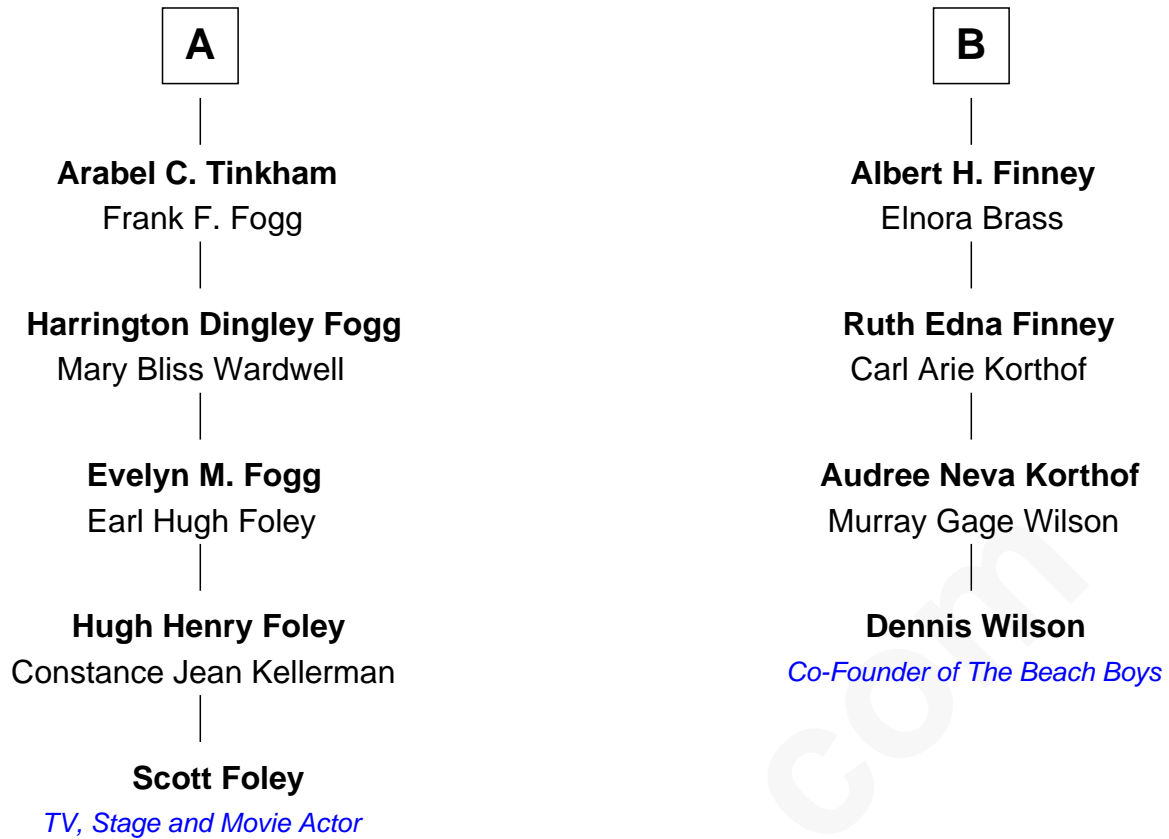 A
Arabel C. Tinkham
Frank F. Fogg
Harrington Dingley Fogg
Mary Bliss Wardwell
Evelyn M. Fogg
Earl Hugh Foley
Hugh Henry Foley
Constance Jean Kellerman
Scott Foley
TV, Stage and Movie Actor
B
Albert H. Finney
Elnora Brass
Ruth Edna Finney
Carl Arie Korthof
Audree Neva Korthof
Murray Gage Wilson
Dennis Wilson
Co-Founder of The Beach Boys
com